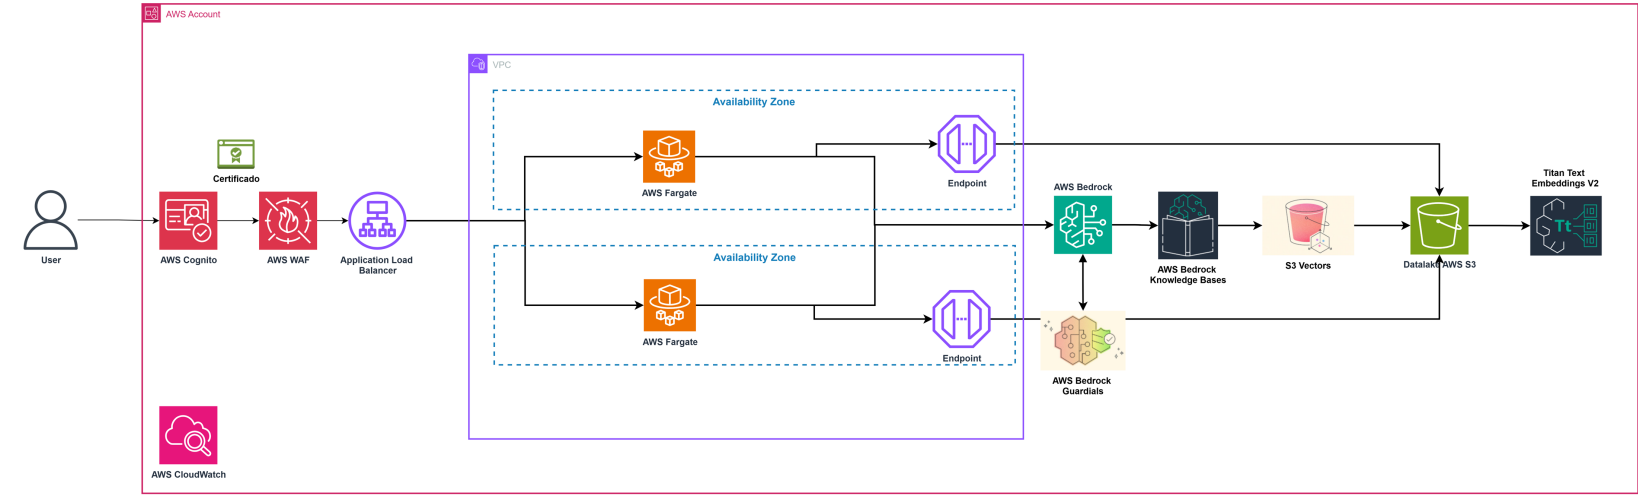 AWS Account
VPC
Availability Zone
Certificado
AWS Fargate
Endpoint
User
AWS Cognito
AWS WAF
Application Load
Balancer
Availability Zone
AWS Fargate
Endpoint
AWS Bedrock
AWS Bedrock
Knowledge Bases
S3 Vectors
Datalake AWS S3
Titan Text
Embeddings V2
Tt
AWS Bedrock
Guardials
AWS CloudWatch